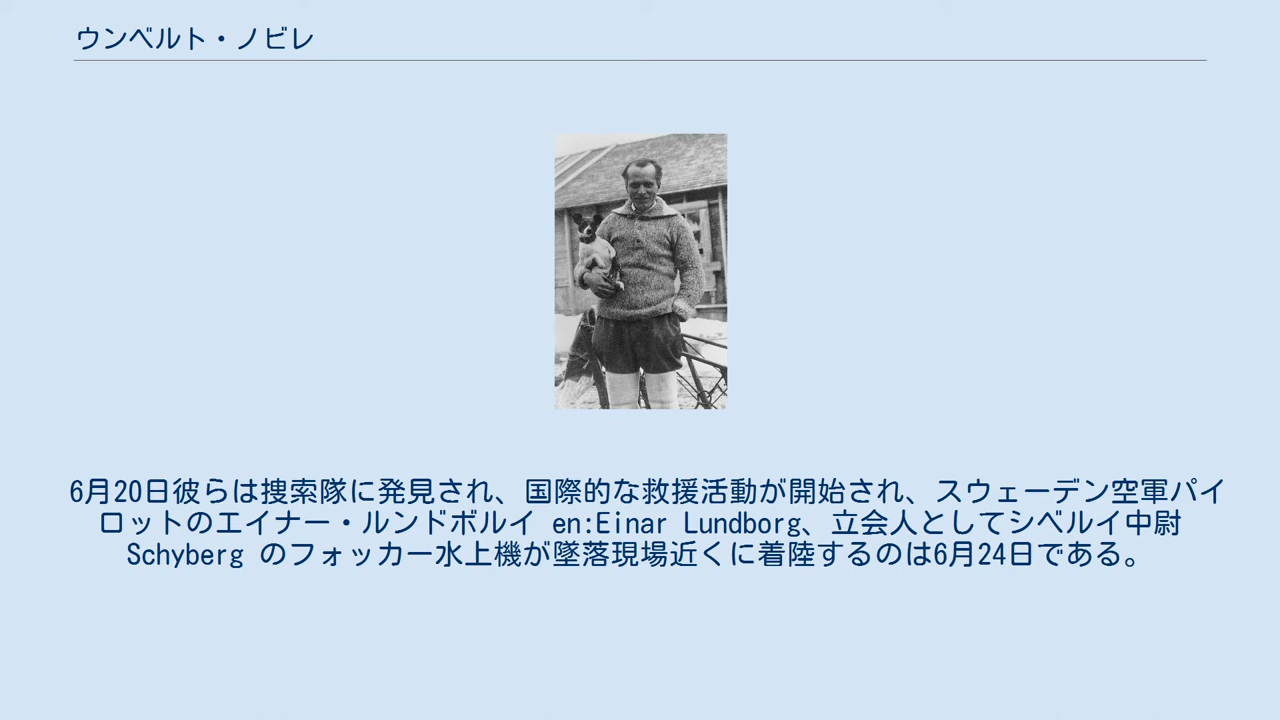 ウンベルト・ノビレ
6月20日彼らは捜索隊に発見され、国際的な救援活動が開始され、スウェーデン空軍パイ
ロットのエイナー・ルンドボルイ en:Einar Lundborg、立会人としてシベルイ中尉
Schyberg のフォッカー水上機が墜落現場近くに着陸するのは6月24日である。